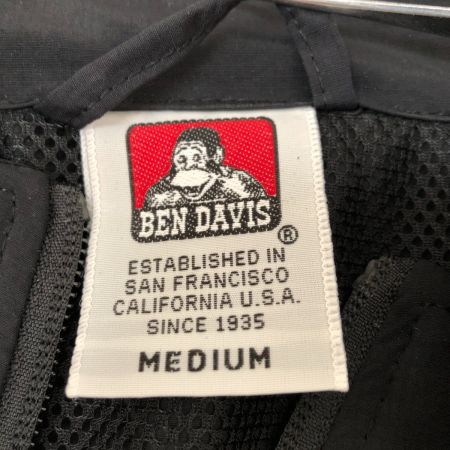 BEN DAVIS
®
ESTABLISHED IN
SAN FRANCISCO
CALIFORNIA U.S.A.
SINCE 1935
MEDIUM